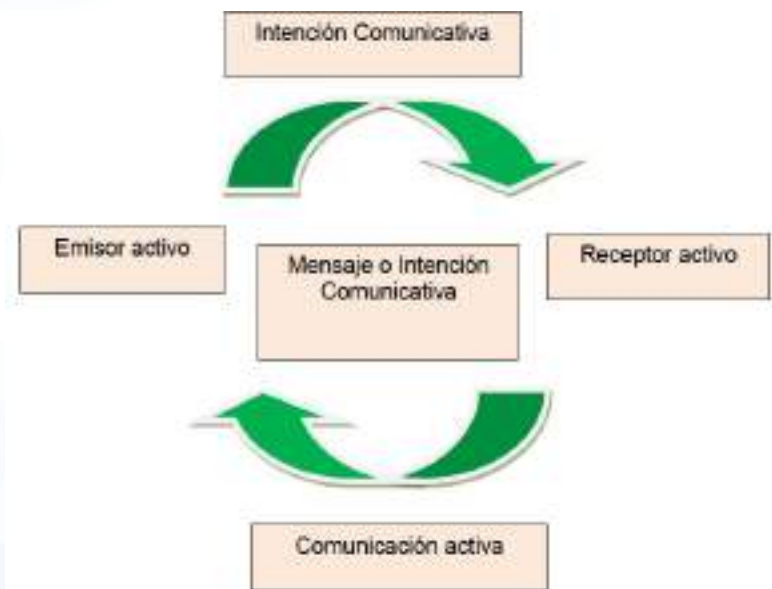 Intención Comunicativa
Emisor activo
Mensaje o Intención
Comunicativa
Receptor activo
Comunicación activa